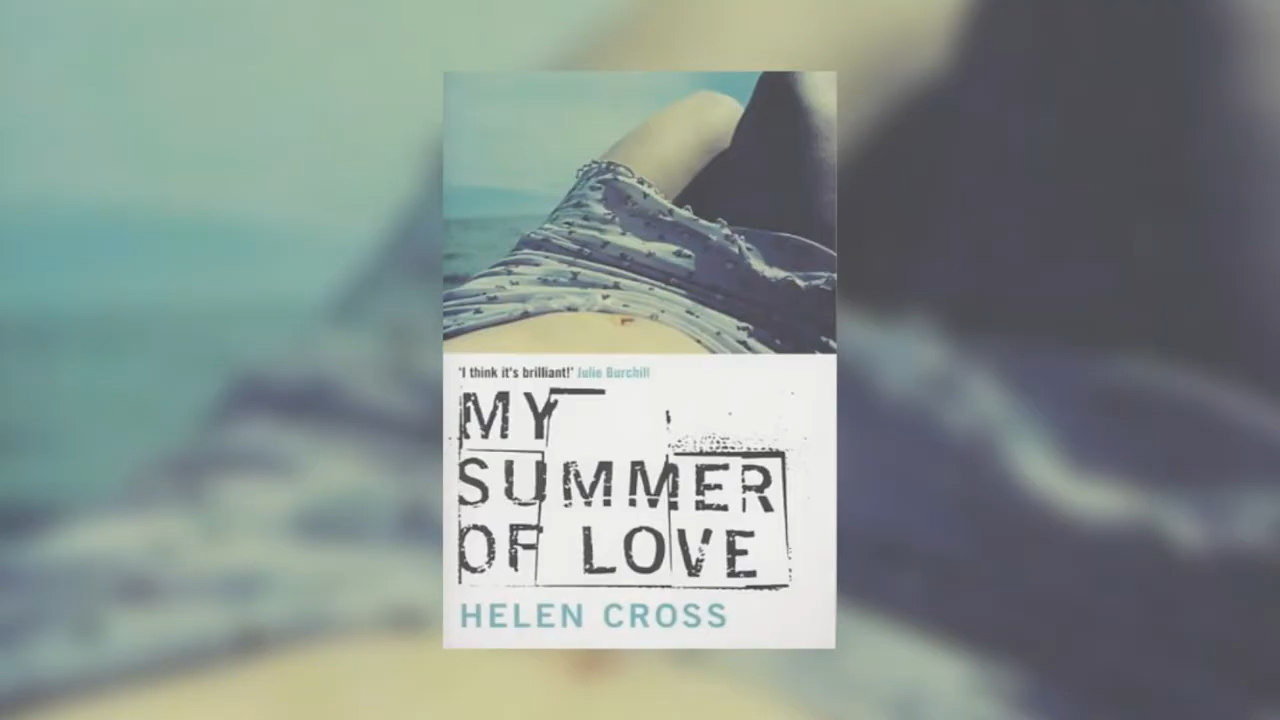 'I think it's brilliant!' Julie Burchill
MY
SUMMER
OF LOVE
HELEN CROSS